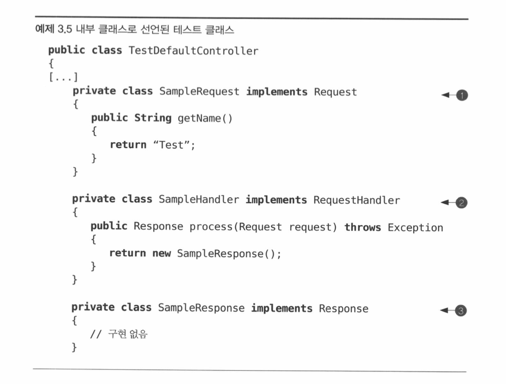 예제 3.5 내부 클래스로 선언된 테스트 클래스
public class TestDefaultController
{
[...]
private class SampleRequest implements Request ❶
{
public String getName()
{
return “Test”;
}
}
private class SampleHandler implements RequestHandler ❷
{
public Response process(Request request) throws Exception
{
return new SampleResponse();
}
}
private class SampleResponse implements Response ❸
{
// 구현 없음
}